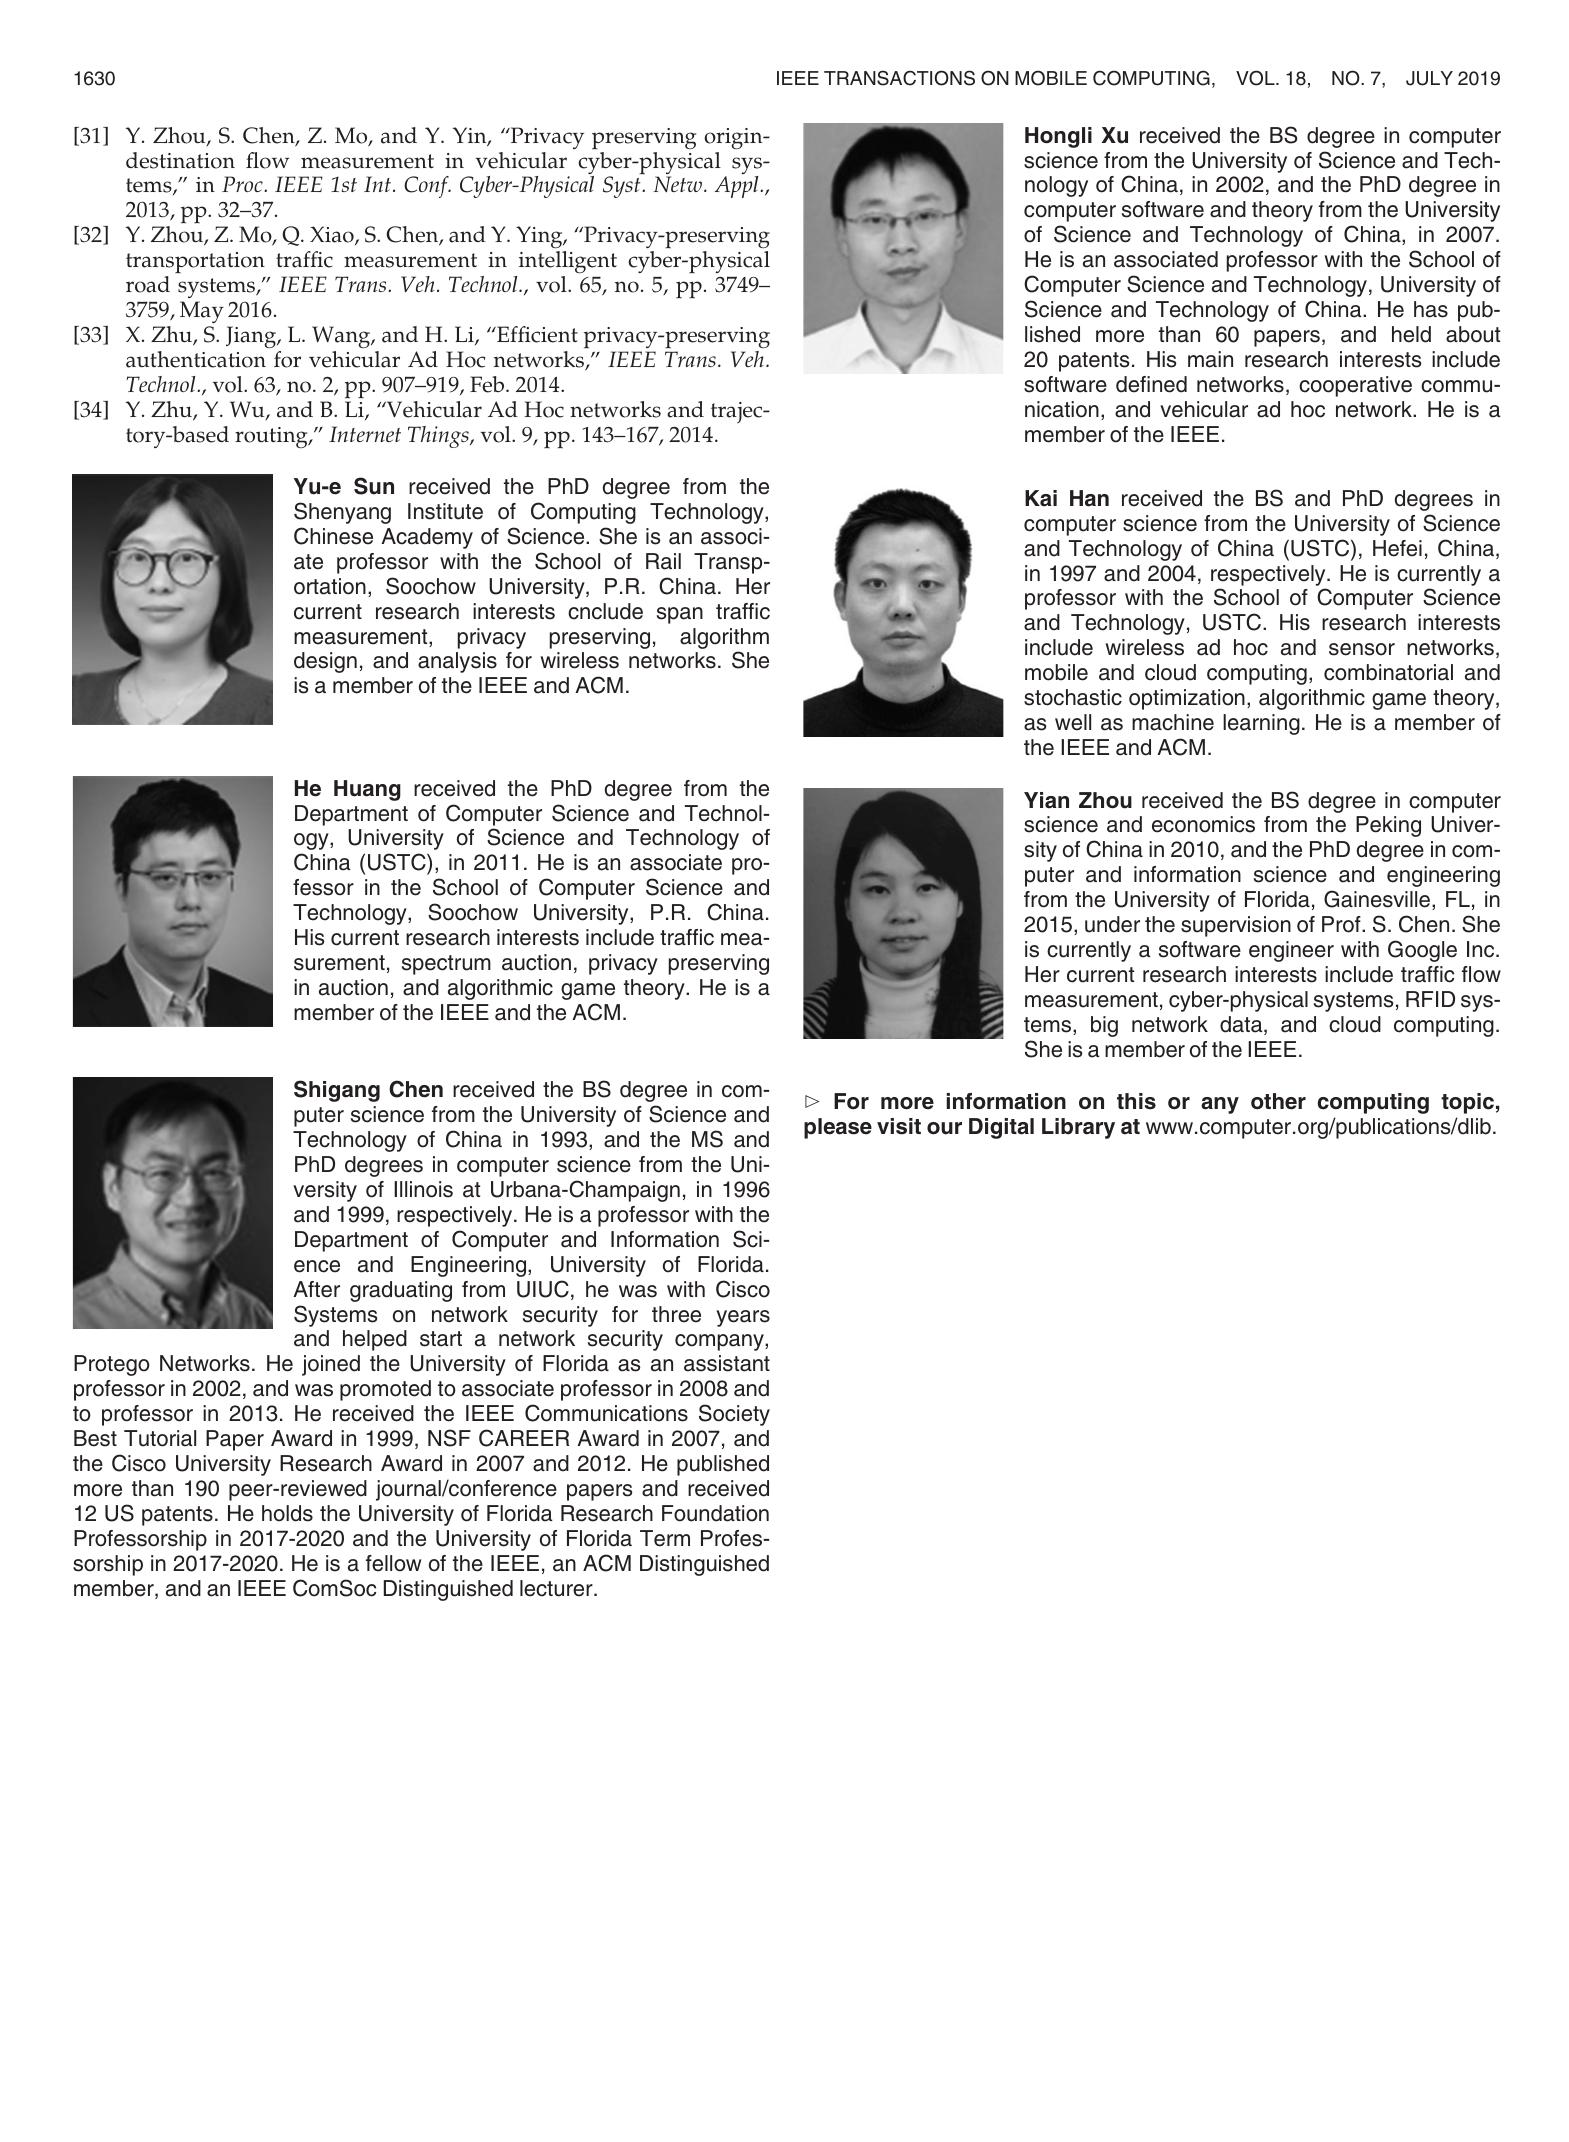 1630
IEEE TRANSACTIONS ON MOBILE COMPUTING, VOL. 18, NO. 7, JULY 2019
[31] Y. Zhou, S. Chen, Z. Mo, and Y. Yin, “Privacy preserving origin-
destination flow measurement in vehicular cyber-physical sys-
tems,” in Proc. IEEE 1st Int. Conf. Cyber-Physical Syst. Netw. Appl.,
2013, pp. 32–37.
[32] Y. Zhou, Z. Mo, Q. Xiao, S. Chen, and Y. Ying, “Privacy-preserving
transportation traffic measurement in intelligent cyber-physical
road systems,” IEEE Trans. Veh. Technol., vol. 65, no. 5, pp. 3749–
3759, May 2016.
[33] X. Zhu, S. Jiang, L. Wang, and H. Li, “Efficient privacy-preserving
authentication for vehicular Ad Hoc networks,” IEEE Trans. Veh.
Technol., vol. 63, no. 2, pp. 907–919, Feb. 2014.
[34] Y. Zhu, Y. Wu, and B. Li, “Vehicular Ad Hoc networks and trajec-
tory-based routing,” Internet Things, vol. 9, pp. 143–167, 2014.
Yu-e Sun received the PhD degree from the
Shenyang Institute of Computing Technology,
Chinese Academy of Science. She is an associ-
ate professor with the School of Rail Transp-
ortation, Soochow University, P.R. China. Her
current research interests cnclude span traffic
measurement, privacy preserving, algorithm
design, and analysis for wireless networks. She
is a member of the IEEE and ACM.
He Huang received the PhD degree from the
Department of Computer Science and Technol-
ogy, University of Science and Technology of
China (USTC), in 2011. He is an associate pro-
fessor in the School of Computer Science and
Technology, Soochow University, P.R. China.
His current research interests include traffic mea-
surement, spectrum auction, privacy preserving
in auction, and algorithmic game theory. He is a
member of the IEEE and the ACM.
Shigang Chen received the BS degree in com-
puter science from the University of Science and
Technology of China in 1993, and the MS and
PhD degrees in computer science from the Uni-
versity of Illinois at Urbana-Champaign, in 1996
and 1999, respectively. He is a professor with the
Department of Computer and Information Sci-
ence and Engineering, University of Florida.
After graduating from UIUC, he was with Cisco
Systems on network security for three years
and helped start a network security company,
Protego Networks. He joined the University of Florida as an assistant
professor in 2002, and was promoted to associate professor in 2008 and
to professor in 2013. He received the IEEE Communications Society
Best Tutorial Paper Award in 1999, NSF CAREER Award in 2007, and
the Cisco University Research Award in 2007 and 2012. He published
more than 190 peer-reviewed journal/conference papers and received
12 US patents. He holds the University of Florida Research Foundation
Professorship in 2017-2020 and the University of Florida Term Profes-
sorship in 2017-2020. He is a fellow of the IEEE, an ACM Distinguished
member, and an IEEE ComSoc Distinguished lecturer.
Hongli Xu received the BS degree in computer
science from the University of Science and Tech-
nology of China, in 2002, and the PhD degree in
computer software and theory from the University
of Science and Technology of China, in 2007.
He is an associated professor with the School of
Computer Science and Technology, University of
Science and Technology of China. He has pub-
lished more than 60 papers, and held about
20 patents. His main research interests include
software defined networks, cooperative commu-
nication, and vehicular ad hoc network. He is a
member of the IEEE.
Kai Han received the BS and PhD degrees in
computer science from the University of Science
and Technology of China (USTC), Hefei, China,
in 1997 and 2004, respectively. He is currently a
professor with the School of Computer Science
and Technology, USTC. His research interests
include wireless ad hoc and sensor networks,
mobile and cloud computing, combinatorial and
stochastic optimization, algorithmic game theory,
as well as machine learning. He is a member of
the IEEE and ACM.
Yian Zhou received the BS degree in computer
science and economics from the Peking Univer-
sity of China in 2010, and the PhD degree in com-
puter and information science and engineering
from the University of Florida, Gainesville, FL, in
2015, under the supervision of Prof. S. Chen. She
is currently a software engineer with Google Inc.
Her current research interests include traffic flow
measurement, cyber-physical systems, RFID sys-
tems, big network data, and cloud computing.
She is a member of the IEEE.
▷ For more information on this or any other computing topic,
please visit our Digital Library at www.computer.org/publications/dlib.